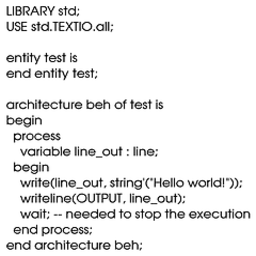 LIBRARY std;
USE std.TEXTIO.all;

entity test is
end entity test;

architecture beh of test is
begin
  process
    variable line_out : line;
  begin
    write(line_out, string'("Hello world!"));
    writeline(OUTPUT, line_out);
    wait; -- needed to stop the execution
  end process;
end architecture beh;